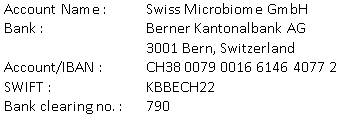 Account Name : Swiss Microbiome GmbH
Bank : Berner Kantonalbank AG
3001 Bern, Switzerland
Account/IBAN : CH38 0079 0016 6146 4077 2
SWIFT : KBBECH22
Bank clearing no. : 790